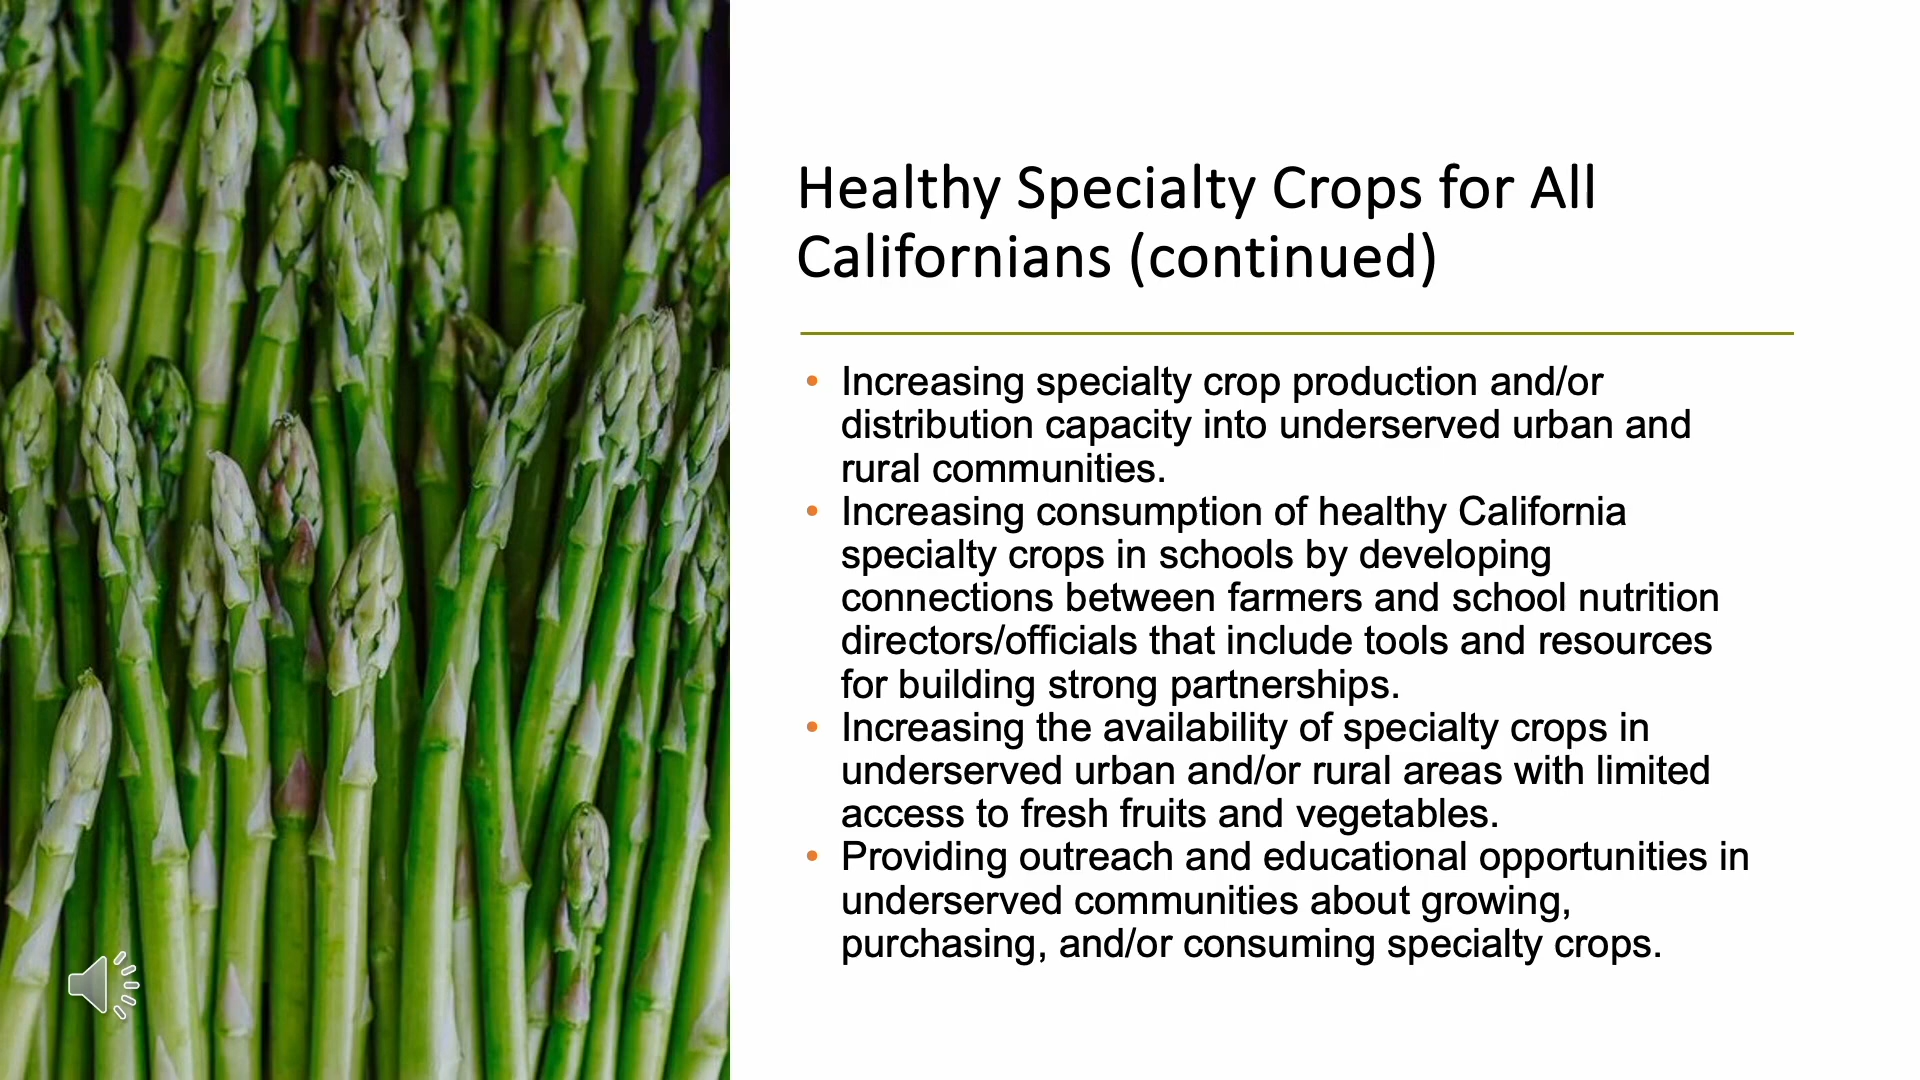 Healthy Specialty Crops for All
Californians (continued)
• Increasing specialty crop production and/or
distribution capacity into underserved urban and
rural communities.
• Increasing consumption of healthy California
specialty crops in schools by developing
connections between farmers and school nutrition
directors/officials that include tools and resources
for building strong partnerships.
• Increasing the availability of specialty crops in
underserved urban and/or rural areas with limited
access to fresh fruits and vegetables.
• Providing outreach and educational opportunities in
underserved communities about growing,
purchasing, and/or consuming specialty crops.